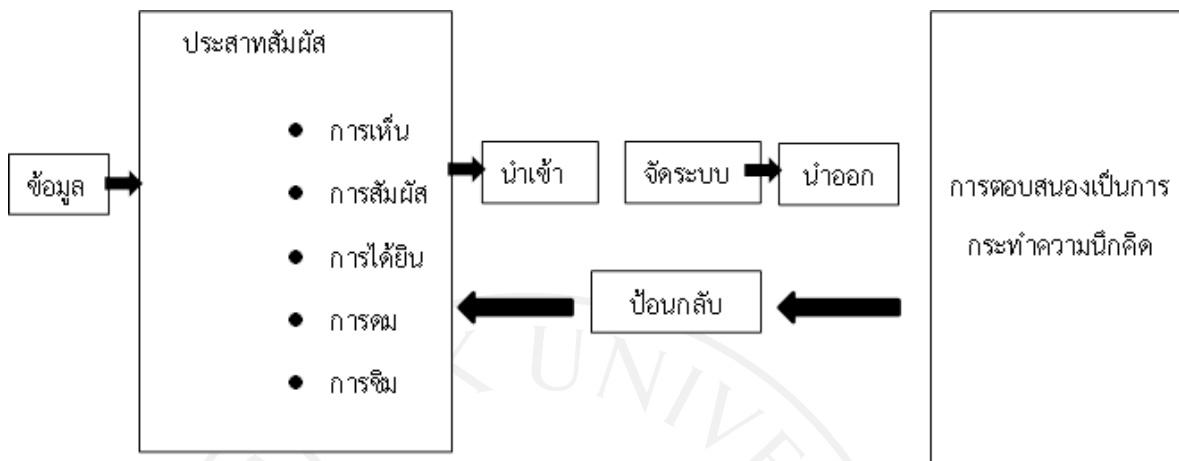 ประสาทสัมผัส
ข้อมูล
● การเห็น
● การสัมผัส
● การได้ยิน
● การดม
● การชิม
นำเข้า
จัดระบบ
นำออก
ป้อนกลับ
การตอบสนองเป็นการ
กระทำความนึกคิด
K UNIVE